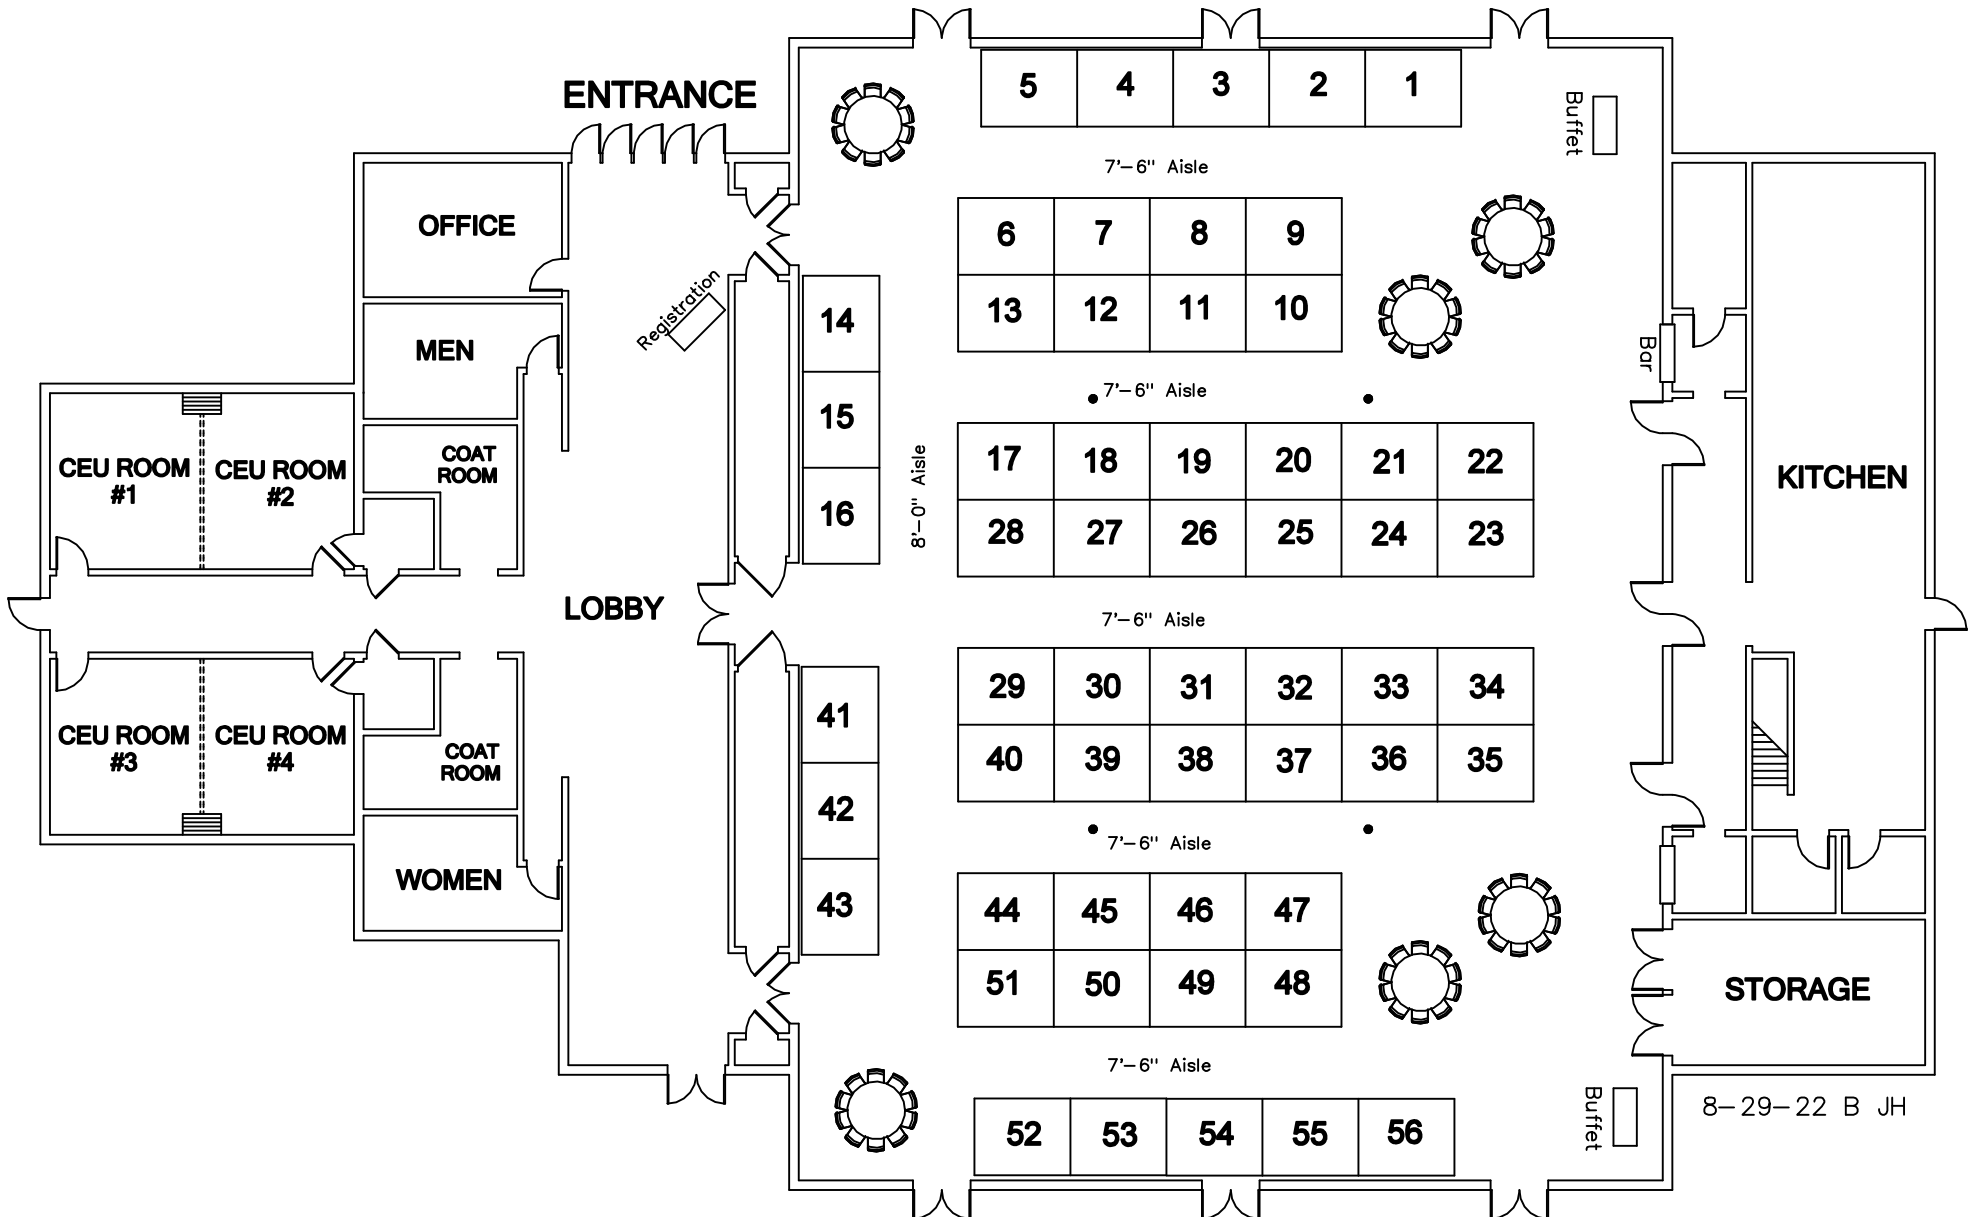 ENTRANCE
5 4 3 2 1
Buffet
7'-6" Aisle
OFFICE
6 7 8 9
13 12 11 10
Registration
14
15
16
MEN
Bar
7'-6" Aisle
8'-0" Aisle
CEU ROOM
#1
CEU ROOM
#2
COAT
ROOM
17 18 19 20 21 22
28 27 26 25 24 23
KITCHEN
LOBBY
7'-6" Aisle
29 30 31 32 33 34
40 39 38 37 36 35
41
42
43
CEU ROOM
#3
CEU ROOM
#4
COAT
ROOM
7'-6" Aisle
WOMEN
44 45 46 47
51 50 49 48
STORAGE
7'-6" Aisle
52 53 54 55 56
Buffet
8-29-22 B JH